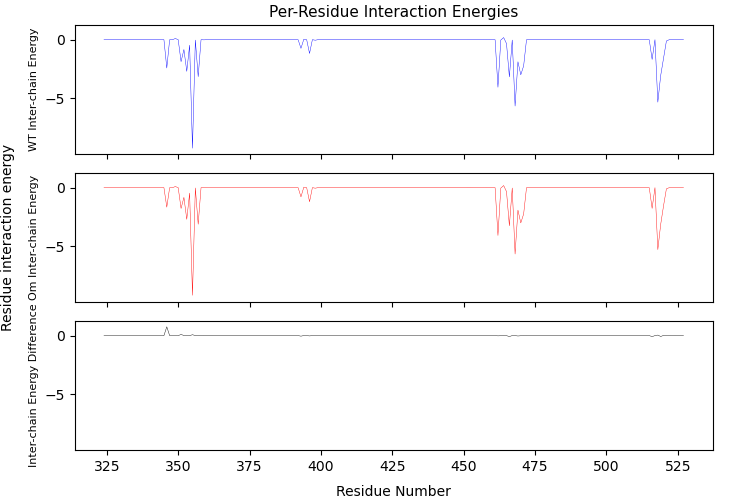 Per-Residue Interaction Energies
WT Inter-chain Energy
0
−5
Residue interaction energy
Om Inter-chain Energy
0
−5
Inter-chain Energy Difference
0
−5
325 350 375 400 425 450 475 500 525
Residue Number